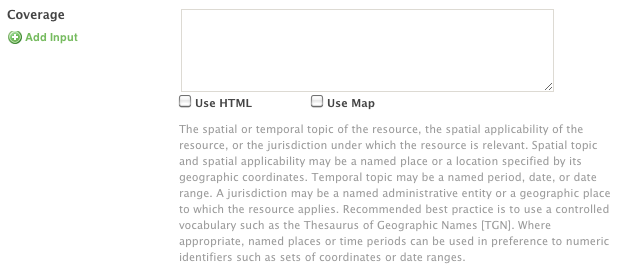 Coverage
Add Input
Use HTML
Use Map
The spatial or temporal topic of the resource, the spatial applicability of the
resource, or the jurisdiction under which the resource is relevant. Spatial topic
and spatial applicability may be a named place or a location specified by its
geographic coordinates. Temporal topic may be a named period, date, or date
range. A jurisdiction may be a named administrative entity or a geographic place
to which the resource applies. Recommended best practice is to use a controlled
vocabulary such as the Thesaurus of Geographic Names [TGN]. Where
appropriate, named places or time periods can be used in preference to numeric
identifiers such as sets of coordinates or date ranges.